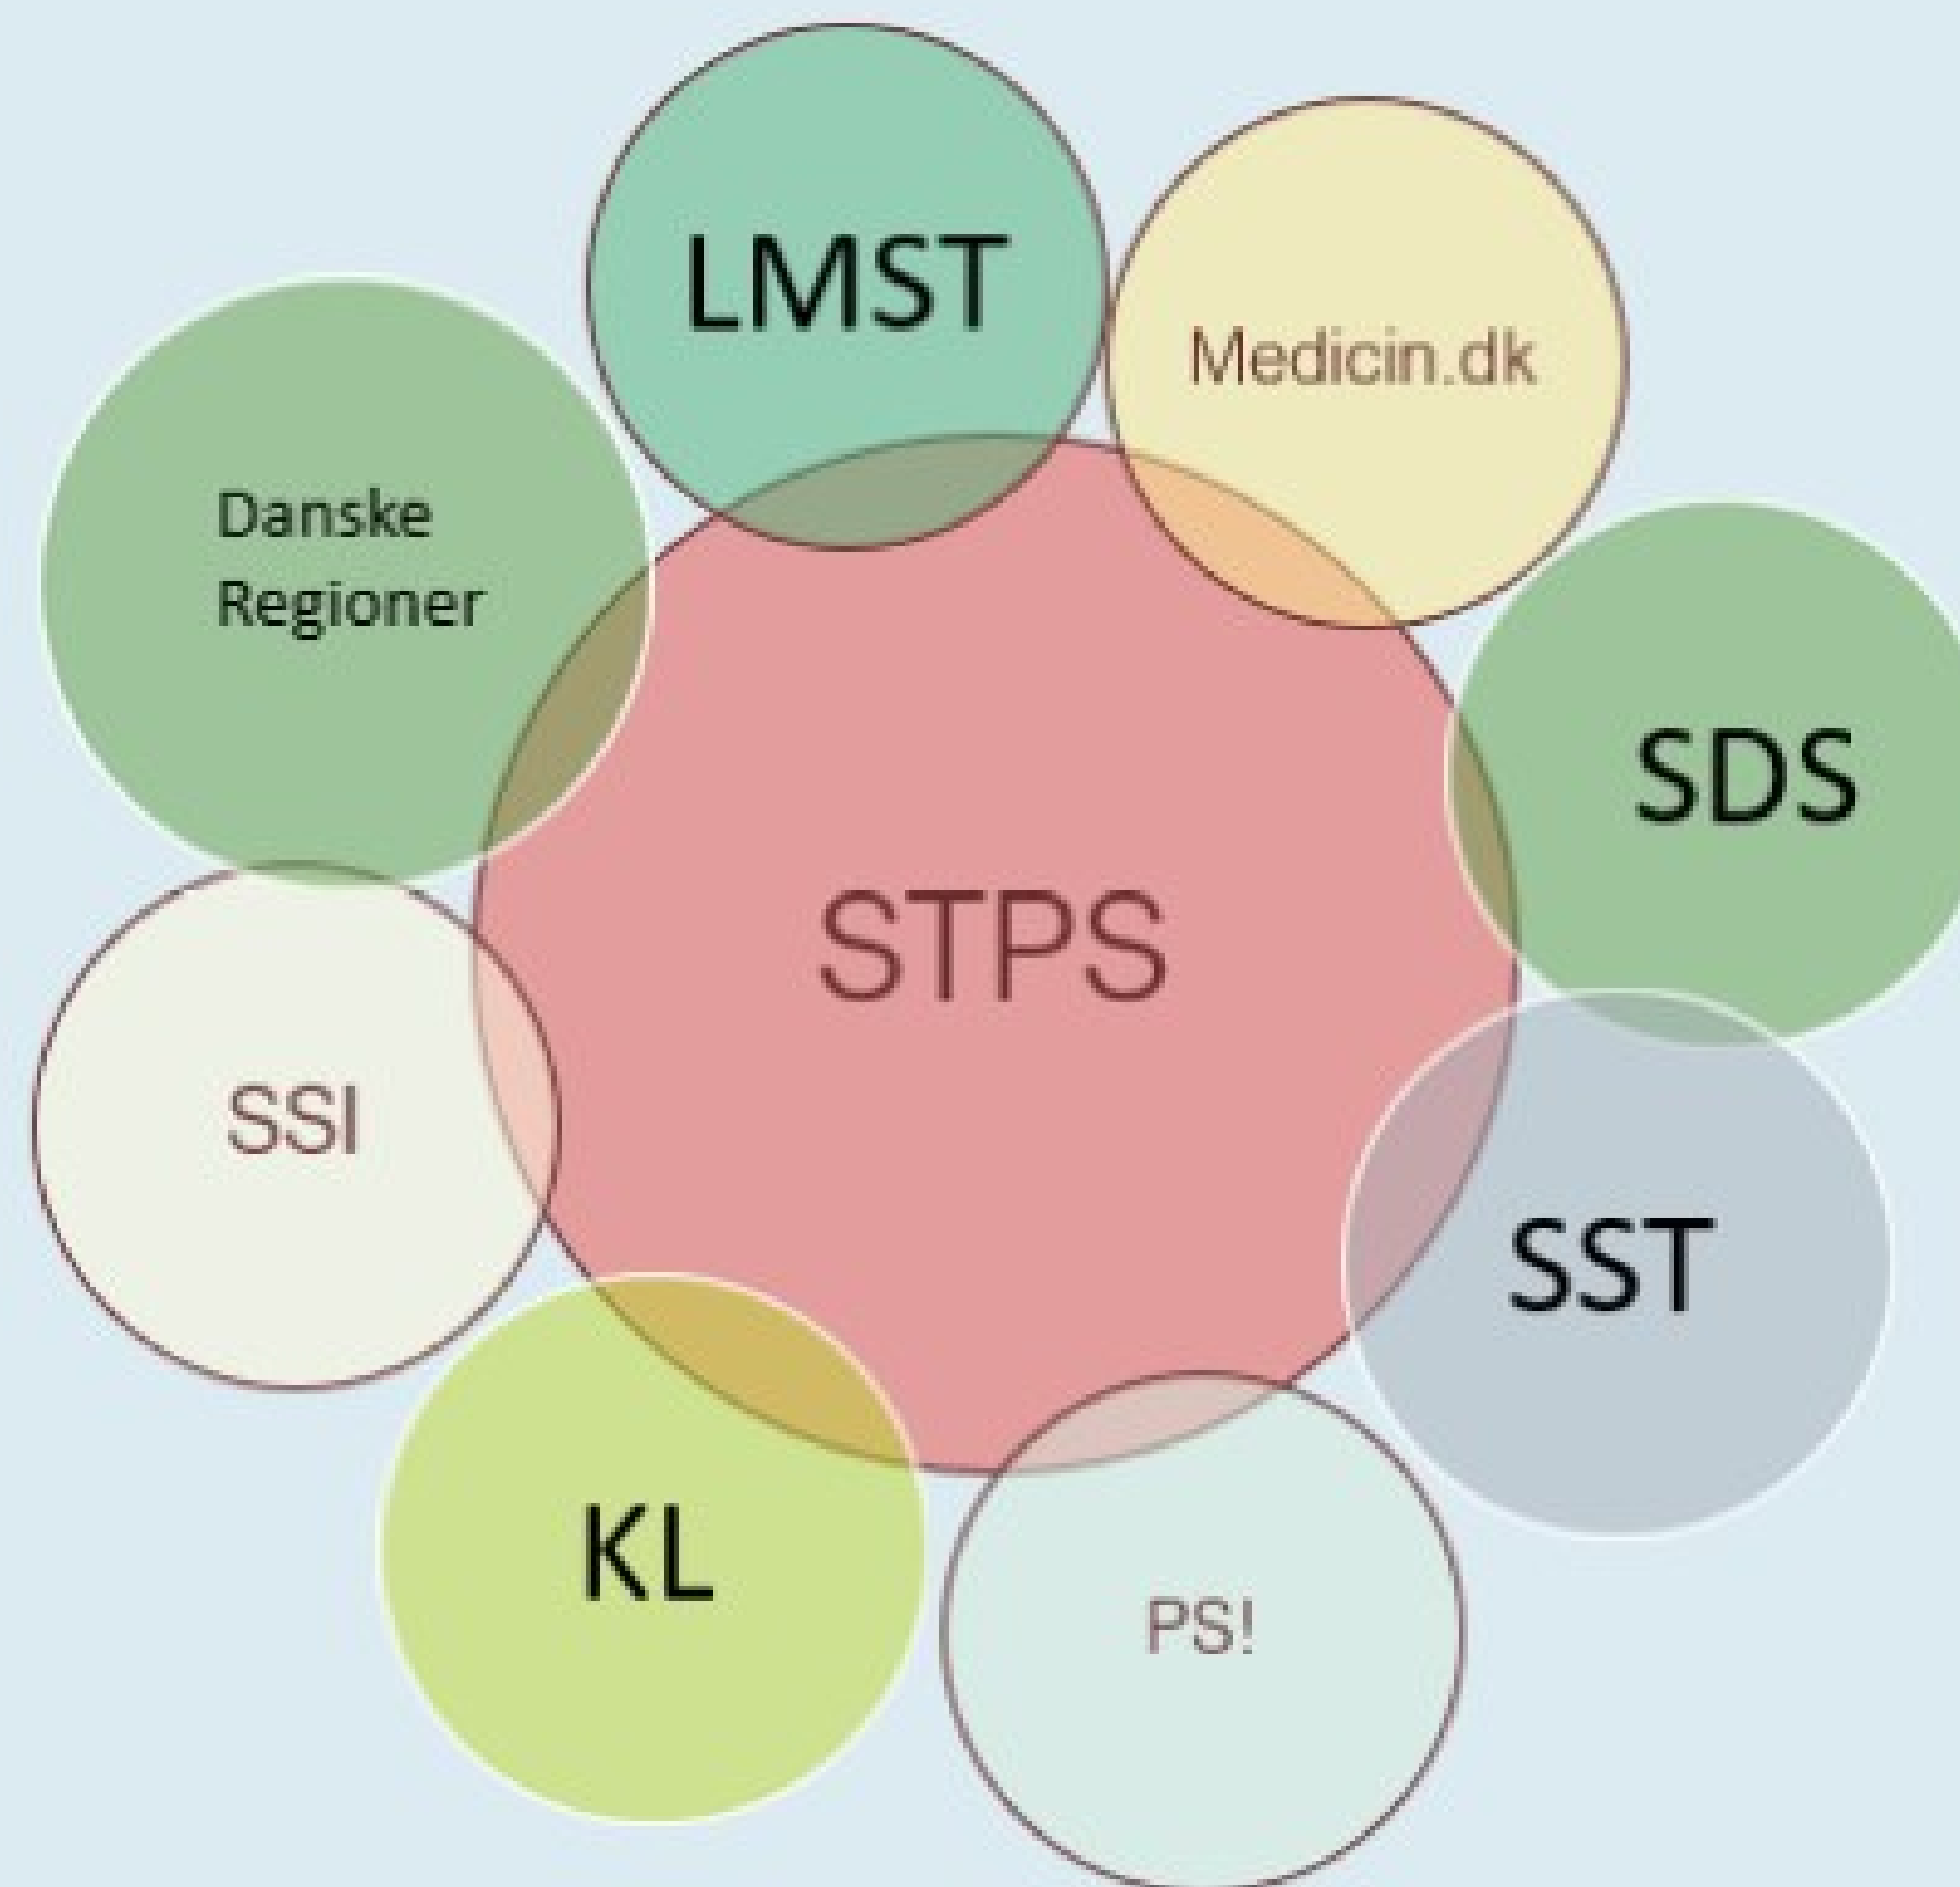 LMST
Medicin.dk
Danske
Regioner
SDS
STPS
SSI
SST
KL
PS!